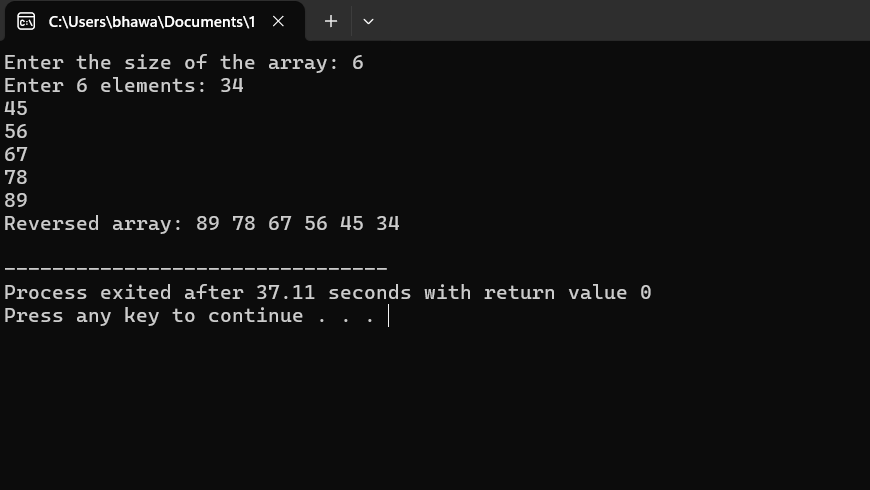 C:\Users\bhawa\Documents\1
Enter the size of the array: 6
Enter 6 elements: 34
45
56
67
78
89
Reversed array: 89 78 67 56 45 34
--------------------------------
Process exited after 37.11 seconds with return value 0
Press any key to continue . . .